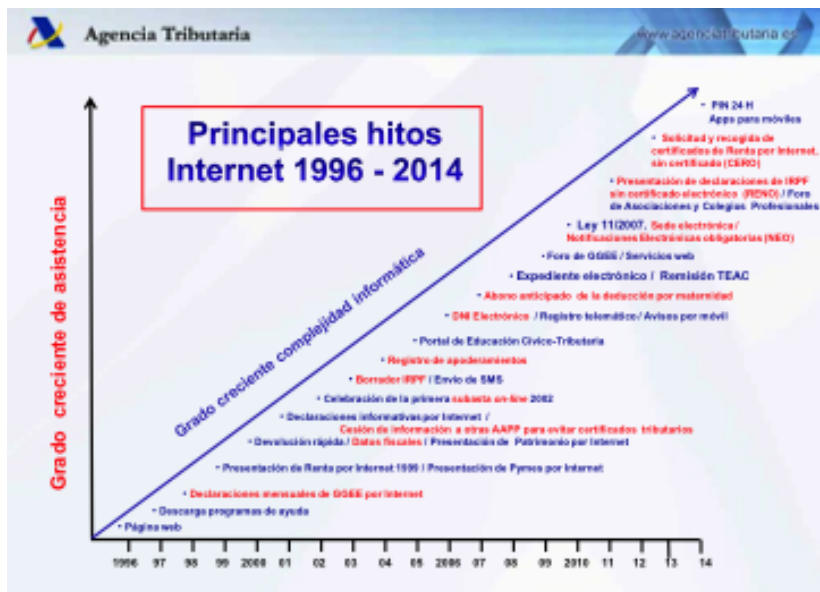 Agencia Tributaria
www.agenciatributaria.es
Principales hitos
Internet 1996 - 2014
Grado creciente de asistencia
Grado creciente complejidad informática
• PIN 24 H
Apps para móviles
• Solicitud y recogida de
certificados de Renta por Internet,
sin certificado (CERO)
• Presentación de declaraciones de IRPF
sin certificado electrónico (RENO) / Foro
de Asociaciones y Colegios Profesionales
• Ley 11/2007, Sede electrónica /
Notificaciones Electrónicas obligatorias (NEO)
• Foro de GGEE / Servicios web
• Expediente electrónico / Remisión TEAC
• Abono anticipado de la deducción por maternidad
• DNI Electrónico / Registro telemático / Avisos por móvil
• Portal de Educación Cívico-Tributaria
• Registro de apoderamientos
• Borrador IRPF / Envío de SMS
• Celebración de la primera subasta on-line 2002
• Declaraciones informativas por Internet /
Cesión de información a otras AAPP para evitar certificados tributarios
• Devolución rápida / Datos fiscales / Presentación de Patrimonio por Internet
• Presentación de Renta por Internet 1999 / Presentación de Pymes por Internet
• Declaraciones mensuales de GGEE por Internet
• Descarga programas de ayuda
• Página web
1996 97 98 99 2000 01 02 03 04 05 2006 07 08 09 2010 11 12 13 14